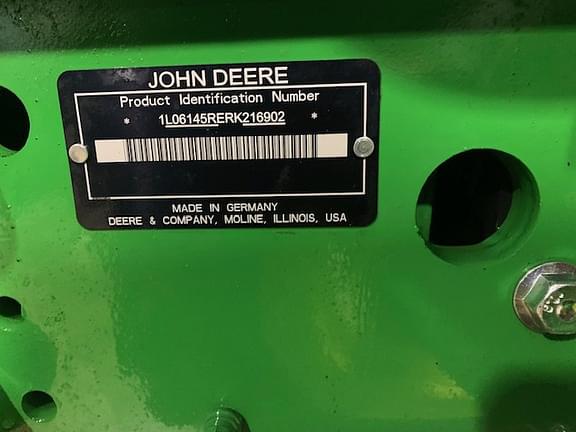 JOHN DEERE
Product Identification Number
* 1L06145RERK216902 *
MADE IN GERMANY
DEERE & COMPANY, MOLINE, ILLINOIS, USA